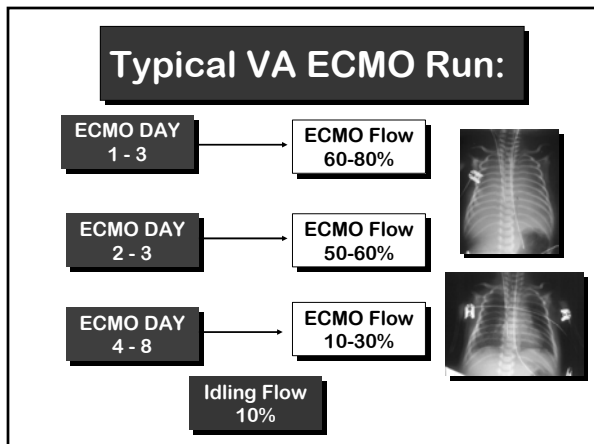 Typical VA ECMO Run:
ECMO DAY
1 - 3
ECMO Flow
60-80%
ECMO DAY
2 - 3
ECMO Flow
50-60%
ECMO DAY
4 - 8
ECMO Flow
10-30%
Idling Flow
10%